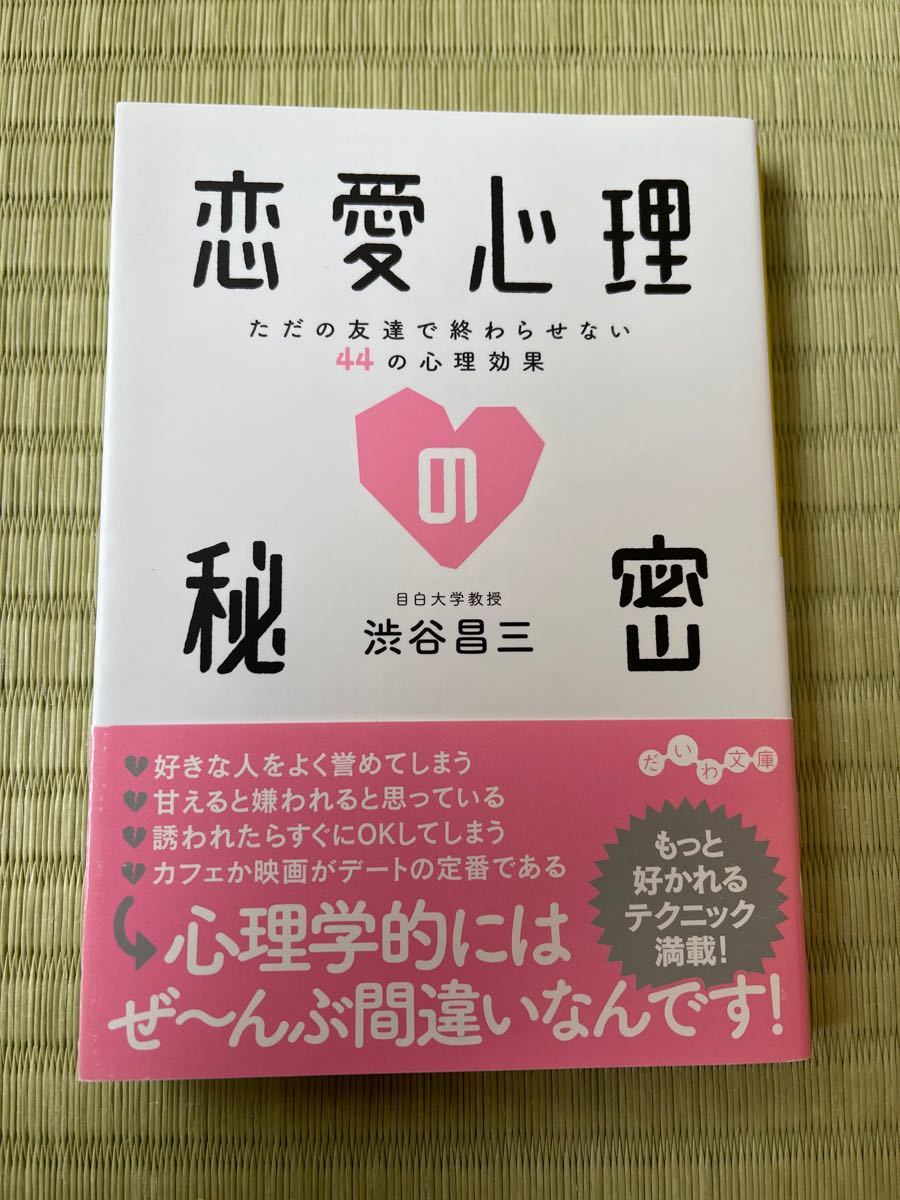 恋愛心理
ただの友達で終わらせない
44の心理効果
の
秘密
目白大学教授
渋谷昌三
だいわ文庫
好きな人をよく誉めてしまう
甘えると嫌われると思っている
誘われたらすぐにOKしてしまう
カフェか映画がデートの定番である
心理学的には
ぜ〜んぶ間違いなんです!
もっと
好かれる
テクニック
満載!